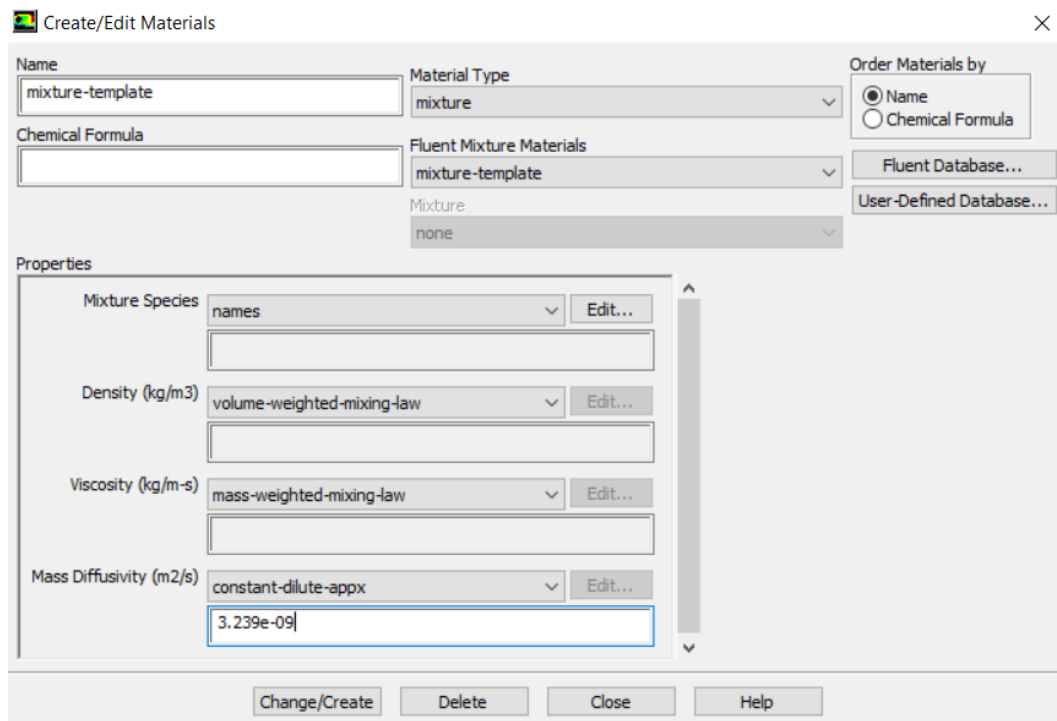 Create/Edit Materials
Name
mixture-template
Material Type
mixture
Order Materials by
Name
Chemical Formula
Chemical Formula
Fluent Mixture Materials
mixture-template
Fluent Database...
User-Defined Database...
Mixture
none
Properties
Mixture Species
names
Edit...
Density (kg/m3)
volume-weighted-mixing-law
Edit...
Viscosity (kg/m-s)
mass-weighted-mixing-law
Edit...
Mass Diffusivity (m2/s)
constant-dilute-appx
Edit...
3.239e-09
Change/Create
Delete
Close
Help